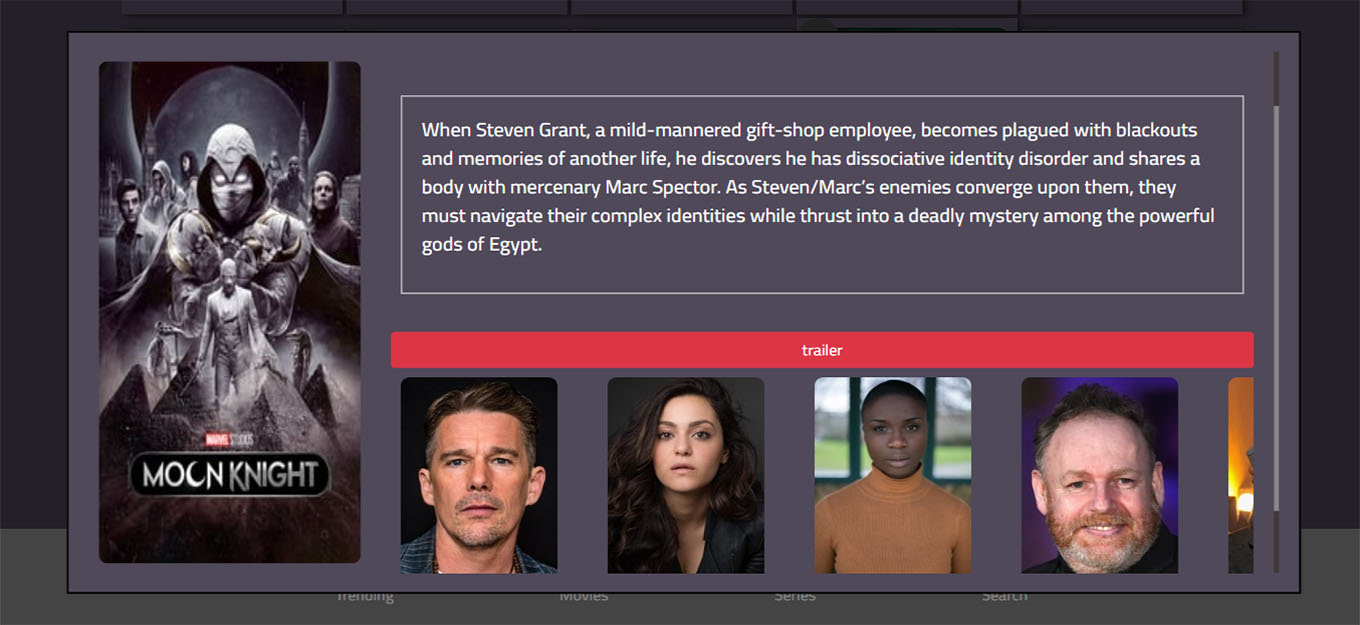 When Steven Grant, a mild-mannered gift-shop employee, becomes plagued with blackouts
and memories of another life, he discovers he has dissociative identity disorder and shares a
body with mercenary Marc Spector. As Steven/Marc’s enemies converge upon them, they
must navigate their complex identities while thrust into a deadly mystery among the powerful
gods of Egypt.
MARVEL STUDIOS
MOON KNIGHT
trailer
Trending Movies Series Search